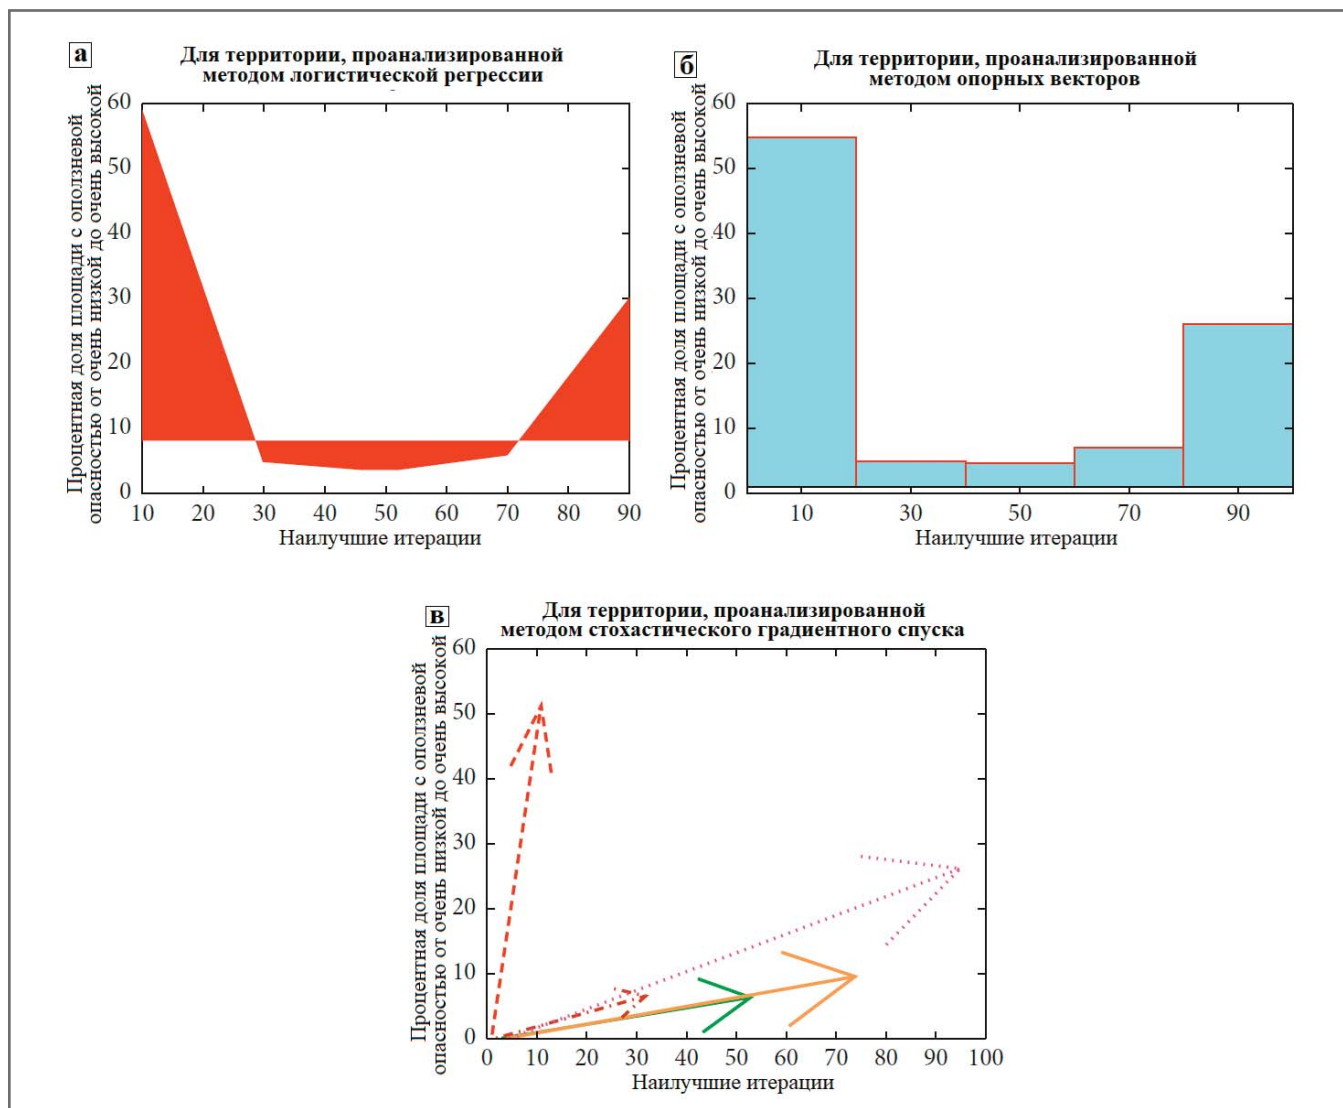 а
Для территории, проанализированной
методом логистической регрессии
Процентная доля площади с оползневой
опасностью от очень низкой до очень высокой
60
50
40
30
20
10
0
10 20 30 40 50 60 70 80 90
Наилучшие итерации
б
Для территории, проанализированной
методом опорных векторов
Процентная доля площади с оползневой
опасностью от очень низкой до очень высокой
60
50
40
30
20
10
0
10 30 50 70 90
Наилучшие итерации
в
Для территории, проанализированной
методом стохастического градиентного спуска
Процентная доля площади с оползневой
опасностью от очень низкой до очень высокой
60
50
40
30
20
10
0
0 10 20 30 40 50 60 70 80 90 100
Наилучшие итерации